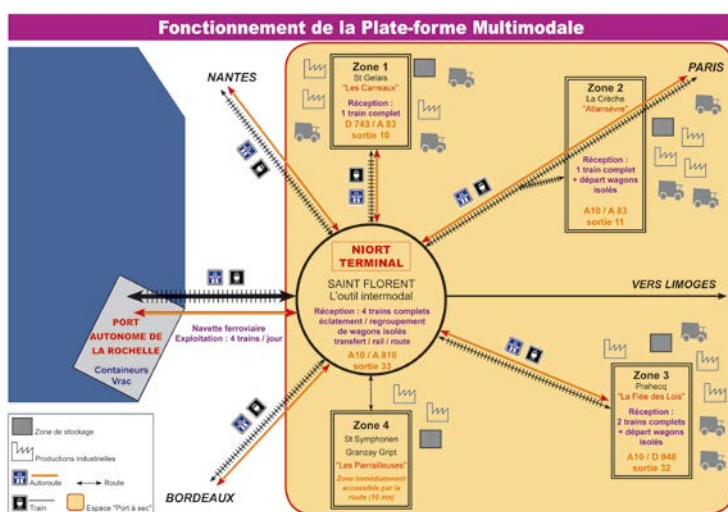 Fonctionnement de la Plate-forme Multimodale
NANTES
Zone 1
St Gelais
"Les Carreaux"
Réception :
1 train complet
D 743 / A 83
sortie 10
PARIS
Zone 2
La Crèche
"Atlansèvre"
Réception :
1 train complet
+ départ wagons
isolés
A10 / A 83
sortie 11
NIORT
TERMINAL
SAINT FLORENT
L'outil intermodal
Réception : 4 trains complets
éclatement / regroupement
de wagons isolés
transfert / rail / route
A10 / A 810
sortie 33
VERS LIMOGES
PORT
AUTONOME DE
LA ROCHELLE
Containeurs
Vrac
Navette ferroviaire
Exploitation : 4 trains / jour
Zone 3
Prahecq
"La Fiée des Lois"
Réception :
2 trains complets
+ départ wagons
isolés
A10 / D 948
sortie 32
Zone 4
St Symphorien
Granzay Gript
"Les Pierrailleuses"
Zone immédiatement
accessible par la
route (10 mn)
BORDEAUX
Zone de stockage
Productions industrielles
Autoroute
Route
Train
Espace "Port à sec"